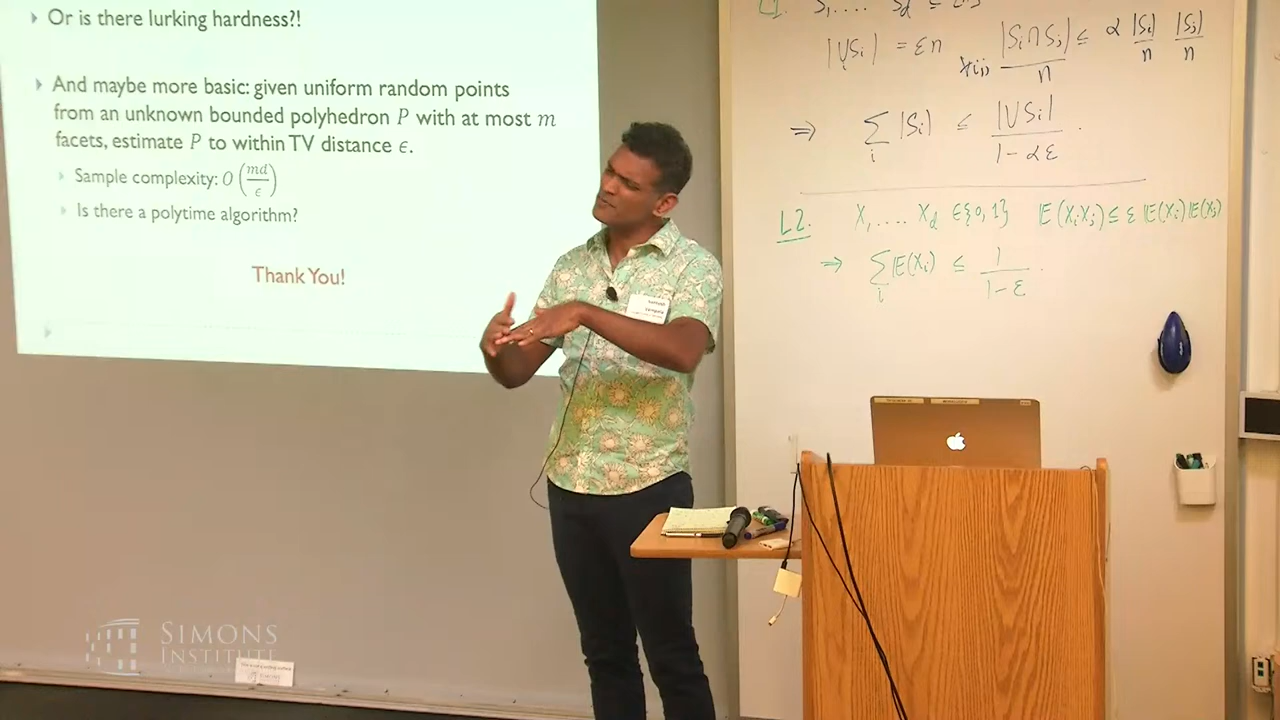 Or is there lurking hardness?!
And maybe more basic: given uniform random points
from an unknown bounded polyhedron P with at most m
facets, estimate P to within TV distance ϵ.
Sample complexity: O(md/ϵ)
Is there a polytime algorithm?
Thank You!
|∪Si| = εn ∀i,j, |Si∩Sj|/n ≤ α |Si|/n |Sj|/n
⇒ Σi |Si| ≤ |∪Si|/(1-αε).
L2. X1, .... Xd ∈{0,1} E(XiXj) ≤ ε E(Xi)E(Xj)
⇒ Σi E(Xi) ≤ 1/(1-ε).
SIMONS
INSTITUTE